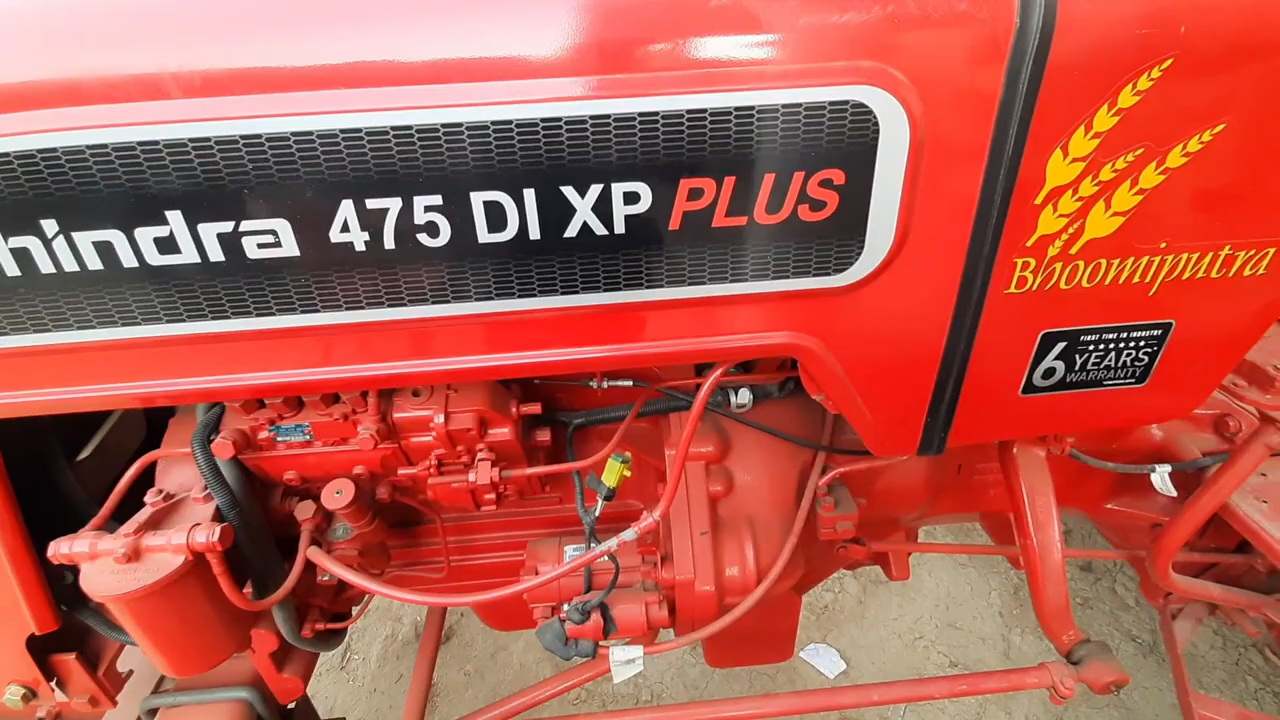 hindra 475 DI XP PLUS
Bhoomiputra
FIRST TIME IN INDUSTRY
6 YEARS*
WARRANTY